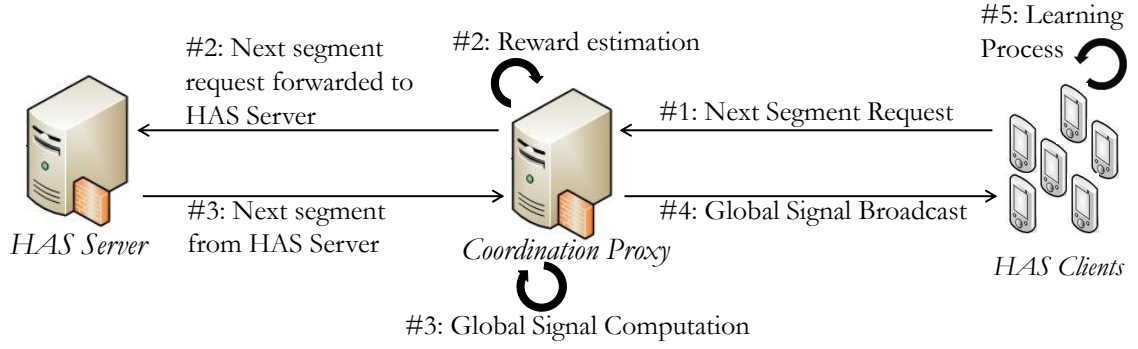 #5: Learning
Process
#2: Next segment
request forwarded to
HAS Server
#2: Reward estimation
#1: Next Segment Request
#3: Next segment
from HAS Server
#4: Global Signal Broadcast
HAS Server
Coordination Proxy
HAS Clients
#3: Global Signal Computation